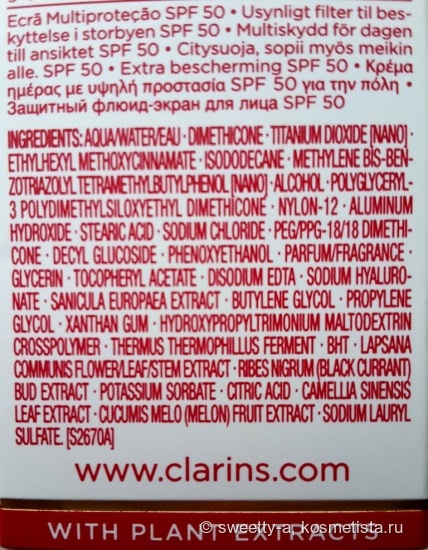 Ecrã Multiproteção SPF 50 • Usynligt filter til bes-
kyttelse i storbyen SPF 50 • Multiskydd för dagen
till ansiktet SPF 50 • Citysuoja, sopii myös meikin
alle. SPF 50 • Extra bescherming SPF 50 • Κρέμα
ημέρας με υψηλή προστασία SPF 50 για την πόλη •
Защитный флюид-экран для лица SPF 50
INGREDIENTS: AQUA/WATER/EAU · DIMETHICONE · TITANIUM DIOXIDE [NANO] ·
ETHYLHEXYL METHOXYCINNAMATE · ISODODECANE · METHYLENE BIS-BEN-
ZOTRIAZOLYL TETRAMETHYLBUTYLPHENOL [NANO] · ALCOHOL · POLYGLYCERYL-
3 POLYDIMETHYLSILOXYETHYL DIMETHICONE · NYLON-12 · ALUMINUM
HYDROXIDE · STEARIC ACID · SODIUM CHLORIDE · PEG/PPG-18/18 DIMETHI-
CONE · DECYL GLUCOSIDE · PHENOXYETHANOL · PARFUM/FRAGRANCE ·
GLYCERIN · TOCOPHERYL ACETATE · DISODIUM EDTA · SODIUM HYALURO-
NATE · SANICULA EUROPAEA EXTRACT · BUTYLENE GLYCOL · PROPYLENE
GLYCOL · XANTHAN GUM · HYDROXYPROPYLTRIMONIUM MALTODEXTRIN
CROSSPOLYMER · THERMUS THERMOPHILLUS FERMENT · BHT · LAPSANA
COMMUNIS FLOWER/LEAF/STEM EXTRACT · RIBES NIGRUM (BLACK CURRANT)
BUD EXTRACT · POTASSIUM SORBATE · CITRIC ACID · CAMELLIA SINENSIS
LEAF EXTRACT · CUCUMIS MELO (MELON) FRUIT EXTRACT · SODIUM LAURYL
SULFATE. [S2670A]
www.clarins.com
WITH PLANT EXTRACTS
© sweetty-a.kosmetista.ru